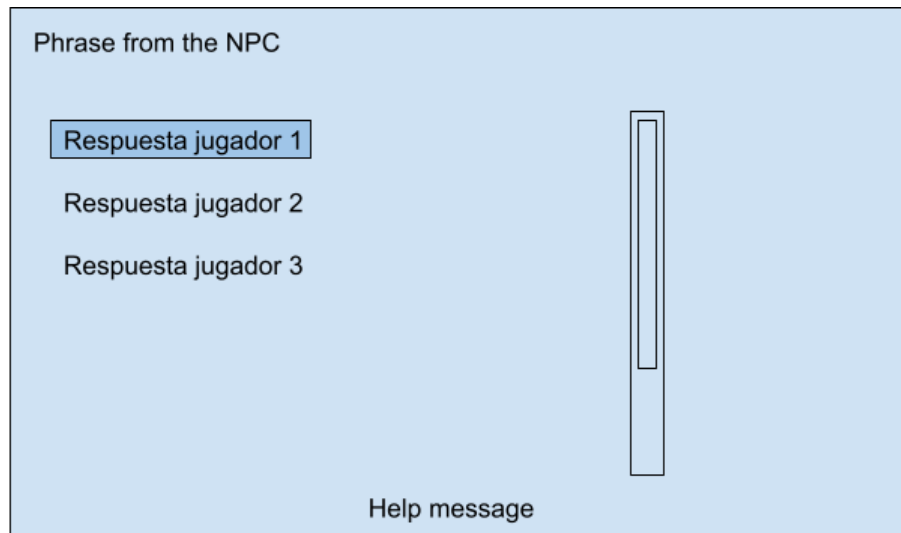 Phrase from the NPC
Respuesta jugador 1
Respuesta jugador 2
Respuesta jugador 3
Help message